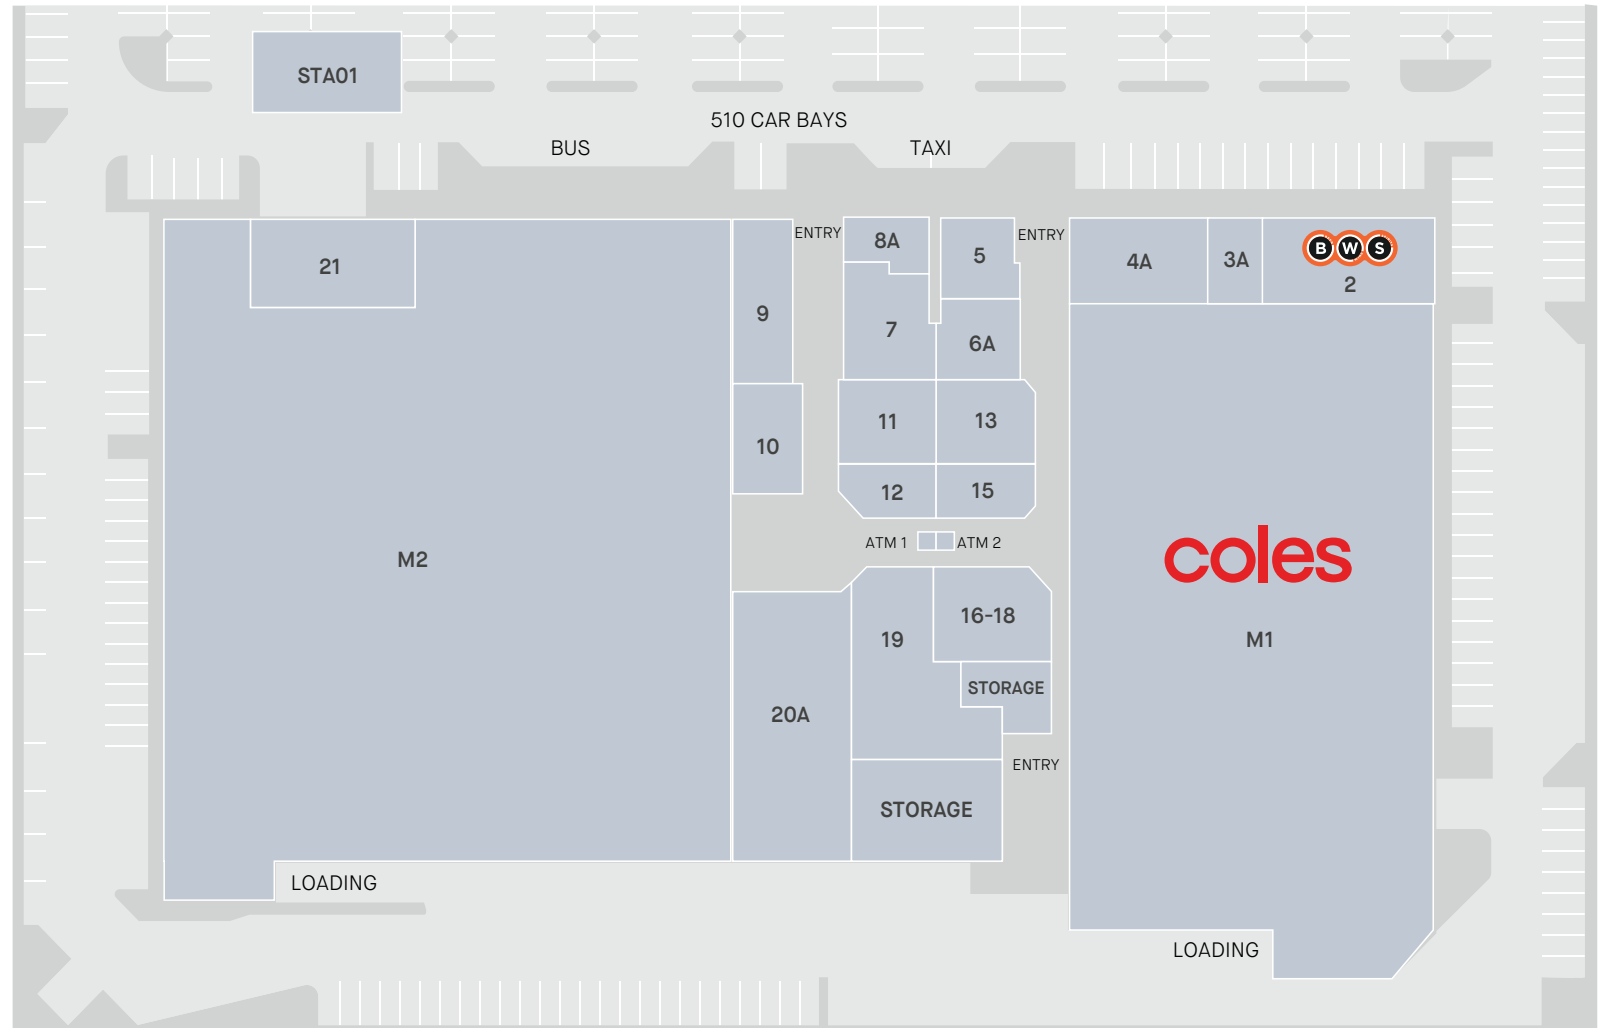 STA01
510 CAR BAYS
BUS
TAXI
ENTRY
8A
5
ENTRY
4A
3A
BWS
2
21
9
7
6A
10
11
13
12
15
ATM 1
ATM 2
M2
coles
M1
19
16-18
STORAGE
20A
ENTRY
STORAGE
LOADING
LOADING